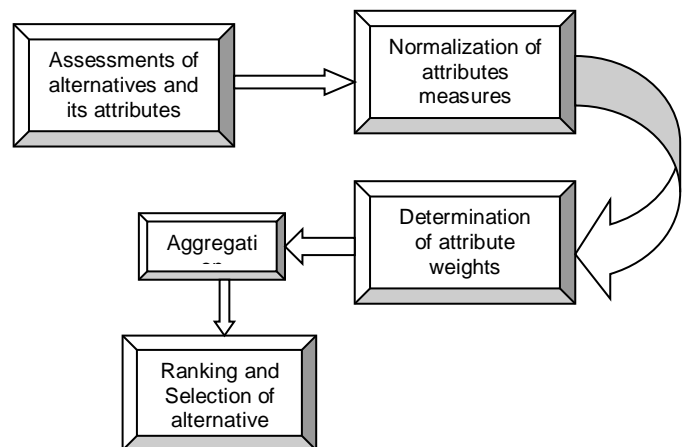 Assessments of
alternatives and
its attributes
Normalization of
attributes
measures
Determination
of attribute
weights
Aggregati
Ranking and
Selection of
alternative